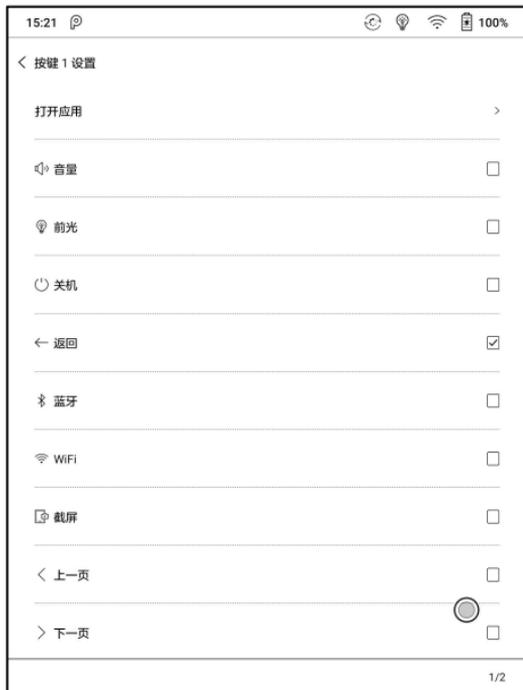 15:21 100%
按键 1 设置
打开应用
音量
前光
关机
返回
蓝牙
WiFi
截屏
上一页
下一页
1/2